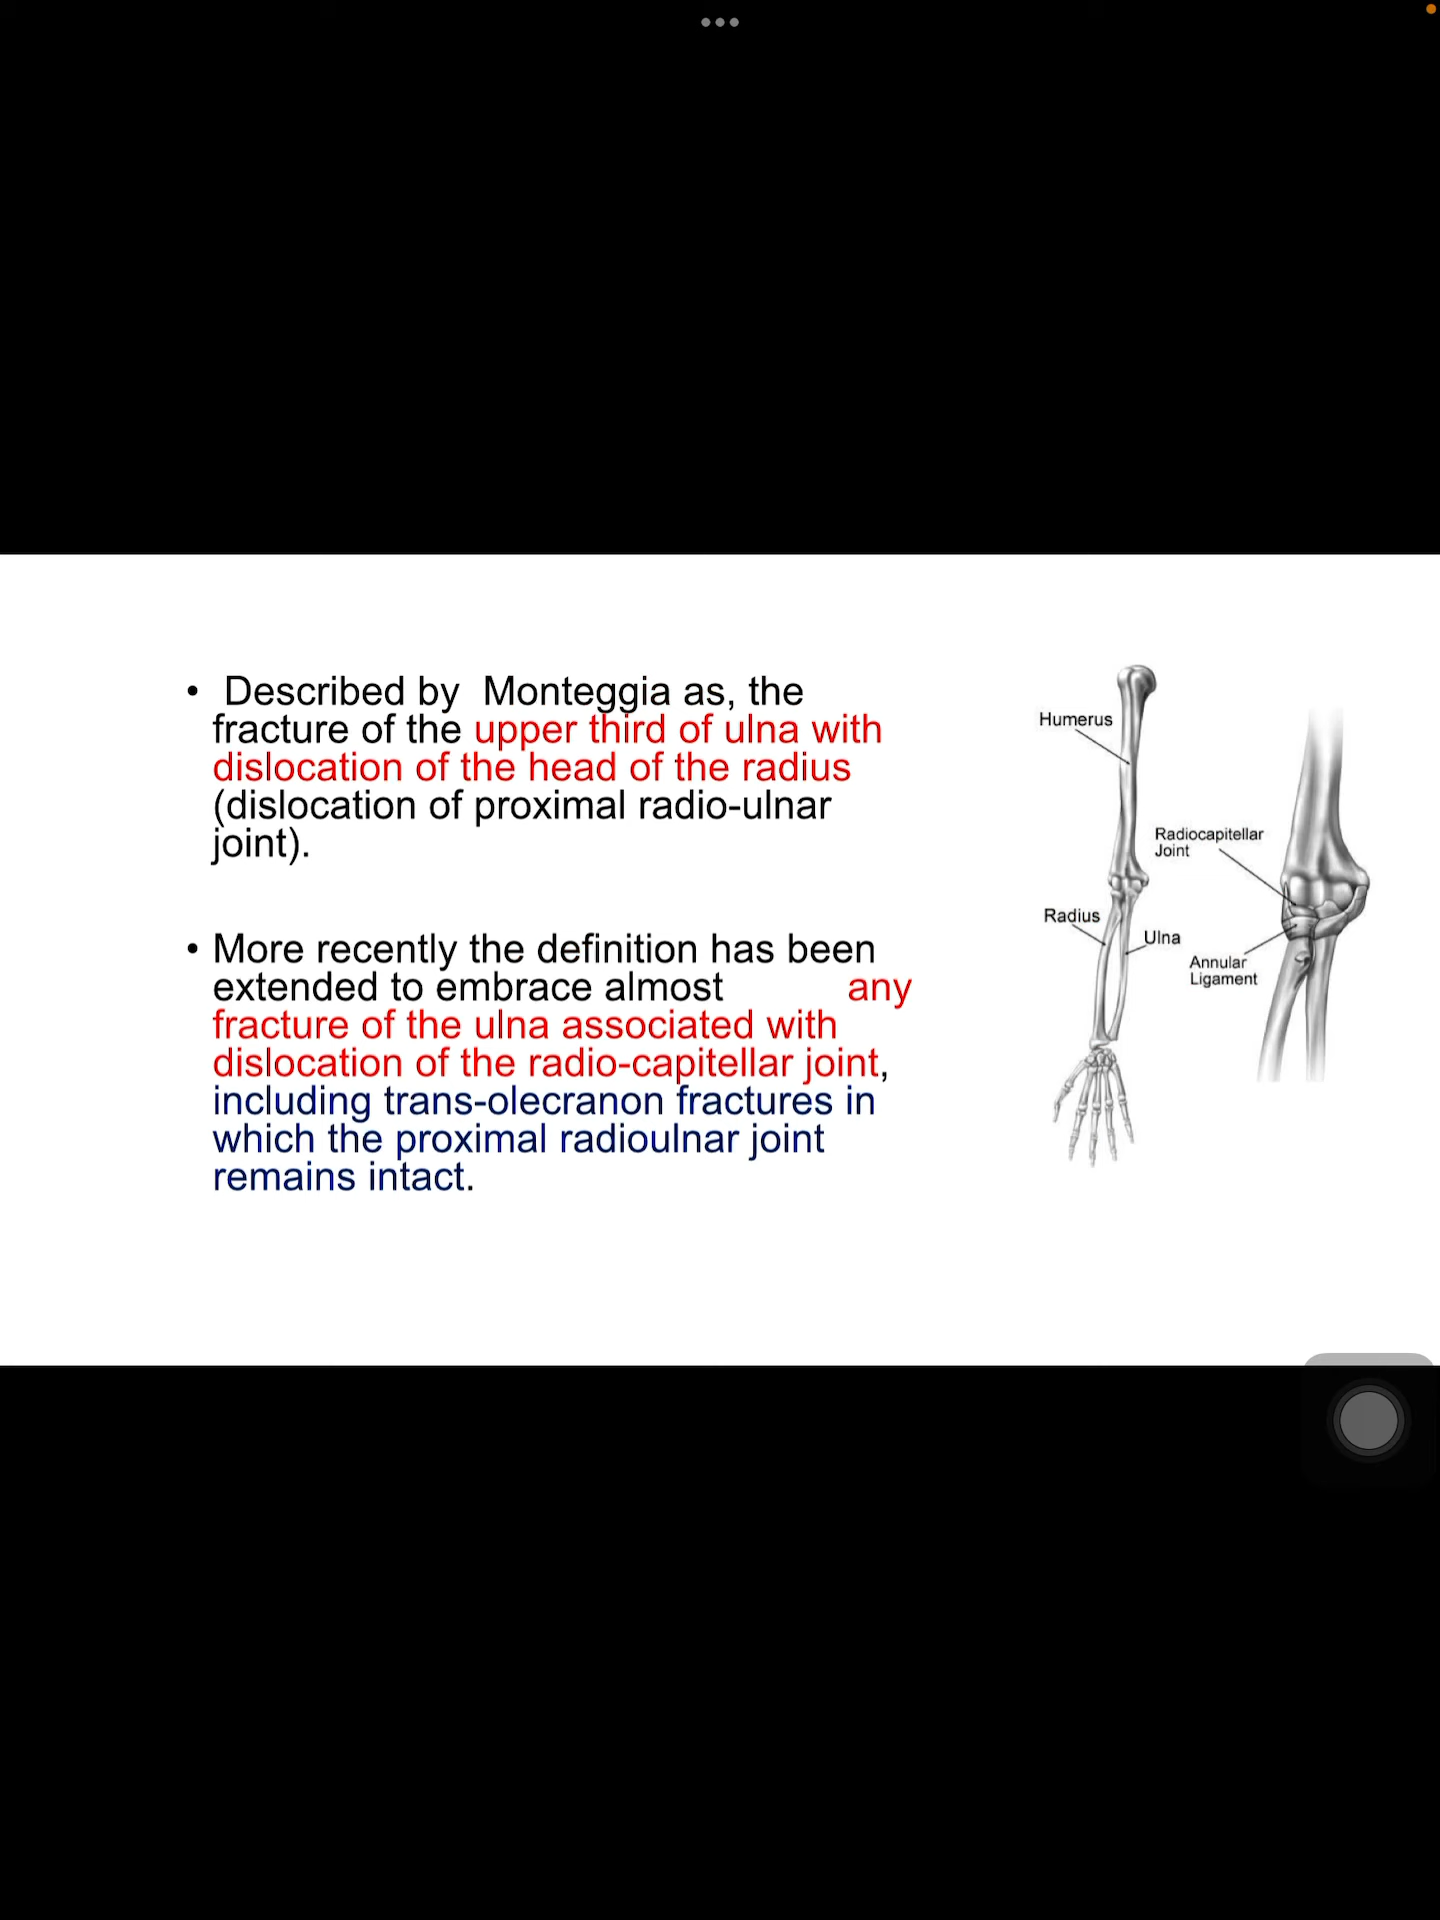 • Described by Monteggia as, the
fracture of the upper third of ulna with
dislocation of the head of the radius
(dislocation of proximal radio-ulnar
joint).
• More recently the definition has been
extended to embrace almost any
fracture of the ulna associated with
dislocation of the radio-capitellar joint,
including trans-olecranon fractures in
which the proximal radioulnar joint
remains intact.
Humerus
Radiocapitellar
Joint
Radius
Ulna
Annular
Ligament